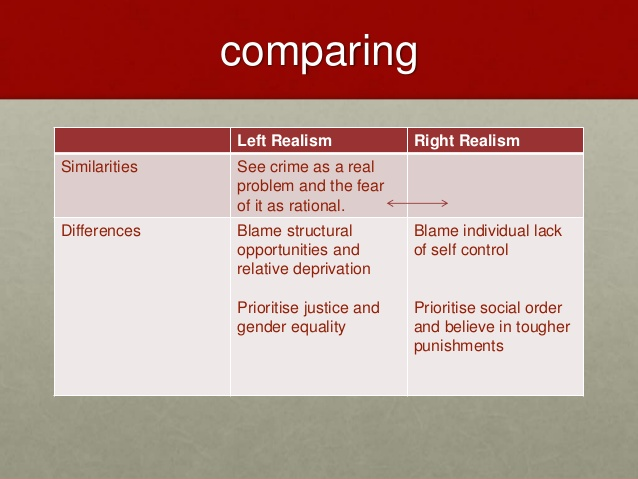 comparing
Left Realism
Right Realism
Similarities
See crime as a real
problem and the fear
of it as rational.
Differences
Blame structural
opportunities and
relative deprivation
Prioritise justice and
gender equality
Blame individual lack
of self control
Prioritise social order
and believe in tougher
punishments